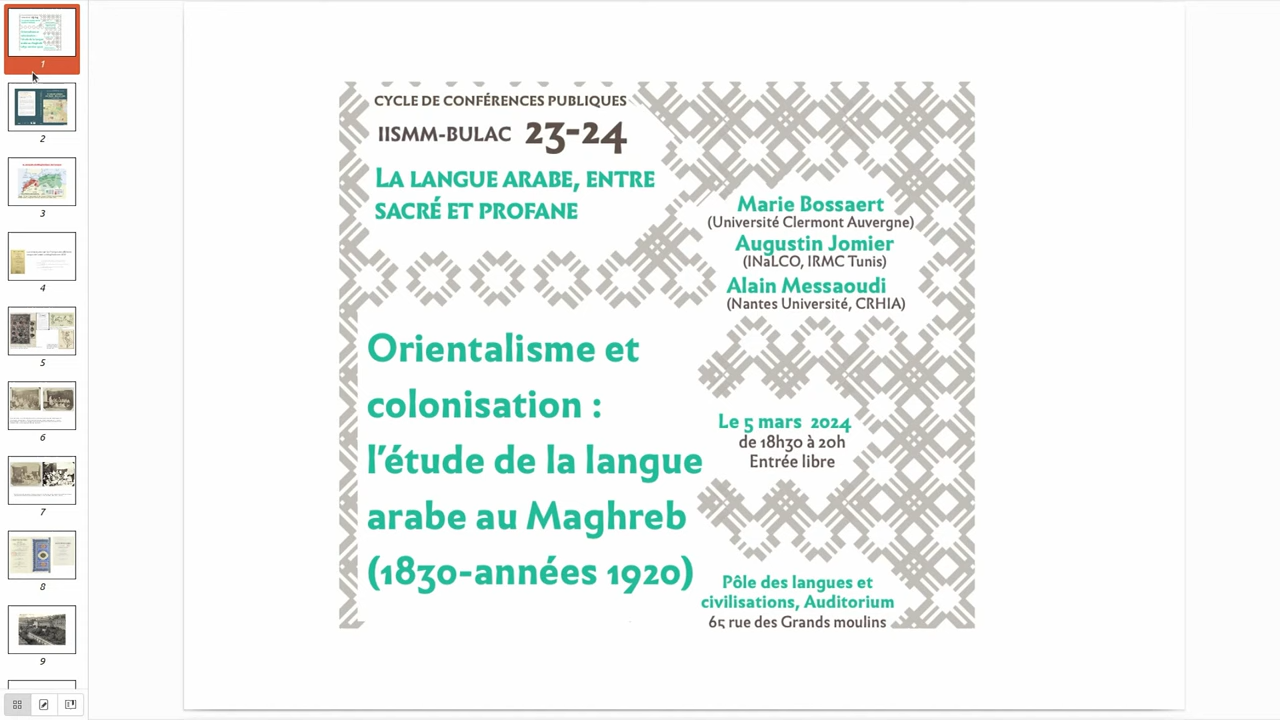 CYCLE DE CONFÉRENCES PUBLIQUES
IISMM-BULAC 23-24
LA LANGUE ARABE, ENTRE
SACRÉ ET PROFANE
Marie Bossaert
(Université Clermont Auvergne)
Augustin Jomier
(INaLCO, IRMC Tunis)
Alain Messaoudi
(Nantes Université, CRHIA)
Orientalisme et
colonisation :
l'étude de la langue
arabe au Maghreb
(1830-années 1920)
Le 5 mars 2024
de 18h30 à 20h
Entrée libre
Pôle des langues et
civilisations, Auditorium
65 rue des Grands moulins
1
2
3
4
5
6
7
8
9